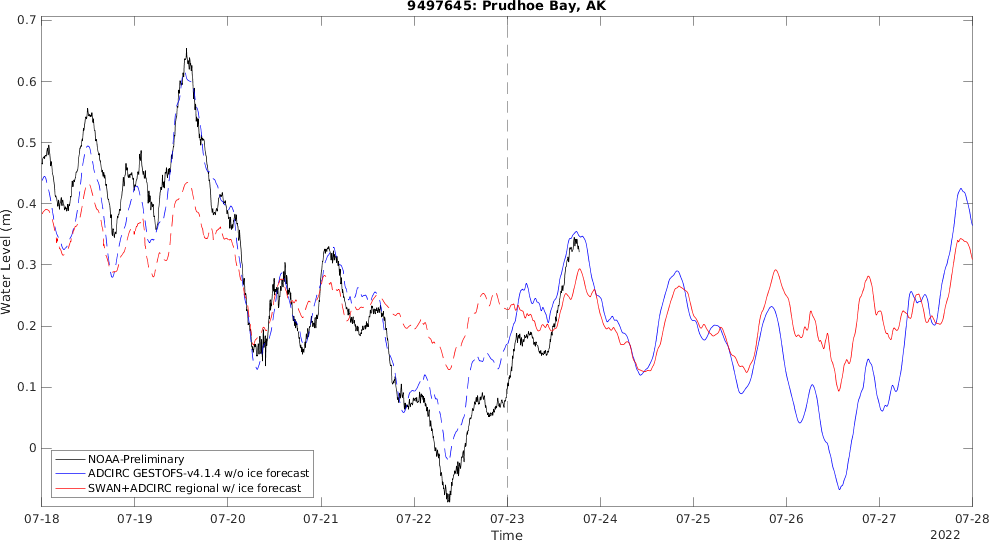 9497645: Prudhoe Bay, AK
Water Level (m)
0.7
0.6
0.5
0.4
0.3
0.2
0.1
0
NOAA-Preliminary
ADCIRC GESTOFS-v4.1.4 w/o ice forecast
SWAN+ADCIRC regional w/ ice forecast
07-18 07-19 07-20 07-21 07-22 07-23 07-24 07-25 07-26 07-27 07-28
Time
2022